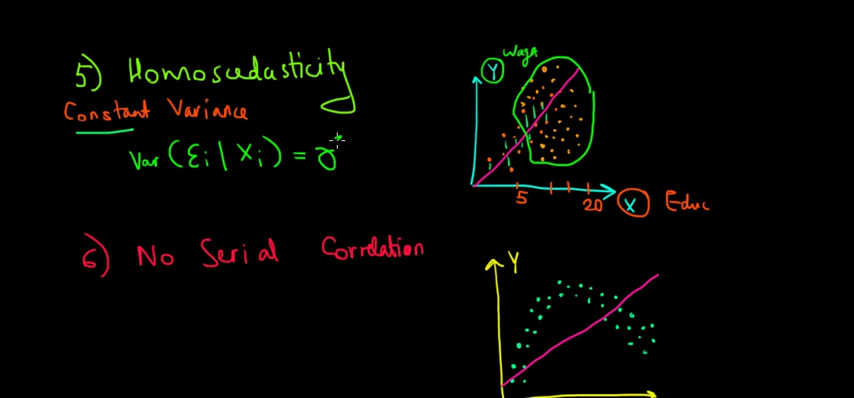 5) Homoscedasticity
Constant Variance
Var (εi | Xi) = σ
6) No Serial Correlation
Wage
Y
5
20
X
Educ
Y